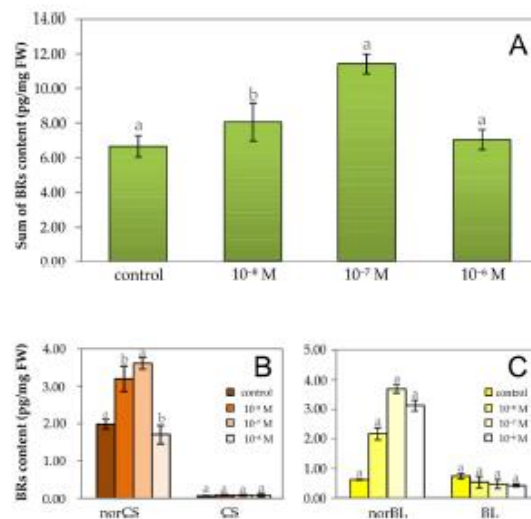 Sum of BRs content (pg/mg FW)
14.00
12.00
10.00
8.00
6.00
4.00
2.00
0.00
A
a
b
a
a
control
10⁻⁸ M
10⁻⁷ M
10⁻⁶ M
BRs content (pg/mg FW)
4.00
3.00
2.00
1.00
0.00
B
a
b
a
b
a
a
a
a
control
10⁻⁸ M
10⁻⁷ M
10⁻⁶ M
norCS
CS
5.00
4.00
3.00
2.00
1.00
0.00
C
a
a
a
a
a
a
a
a
control
10⁻⁸ M
10⁻⁷ M
norBL
BL